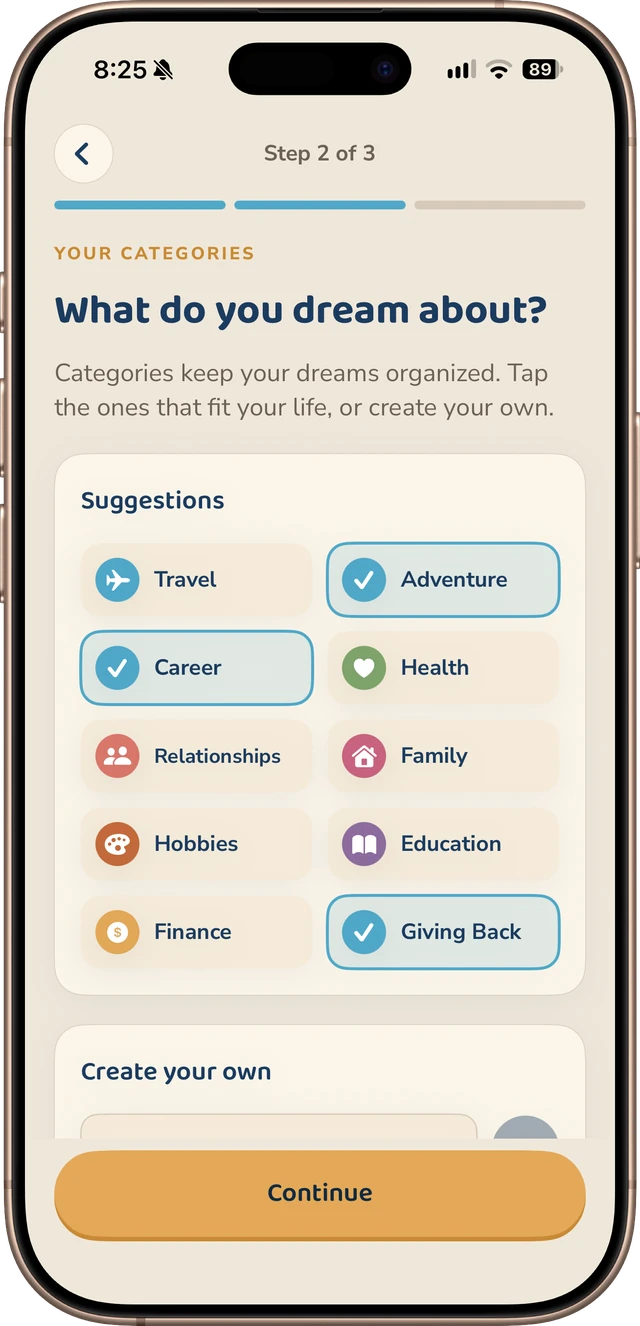 8:25
89
Step 2 of 3
YOUR CATEGORIES
What do you dream about?
Categories keep your dreams organized. Tap
the ones that fit your life, or create your own.
Suggestions
Travel
Adventure
Career
Health
Relationships
Family
Hobbies
Education
$
Finance
Giving Back
Create your own
Continue